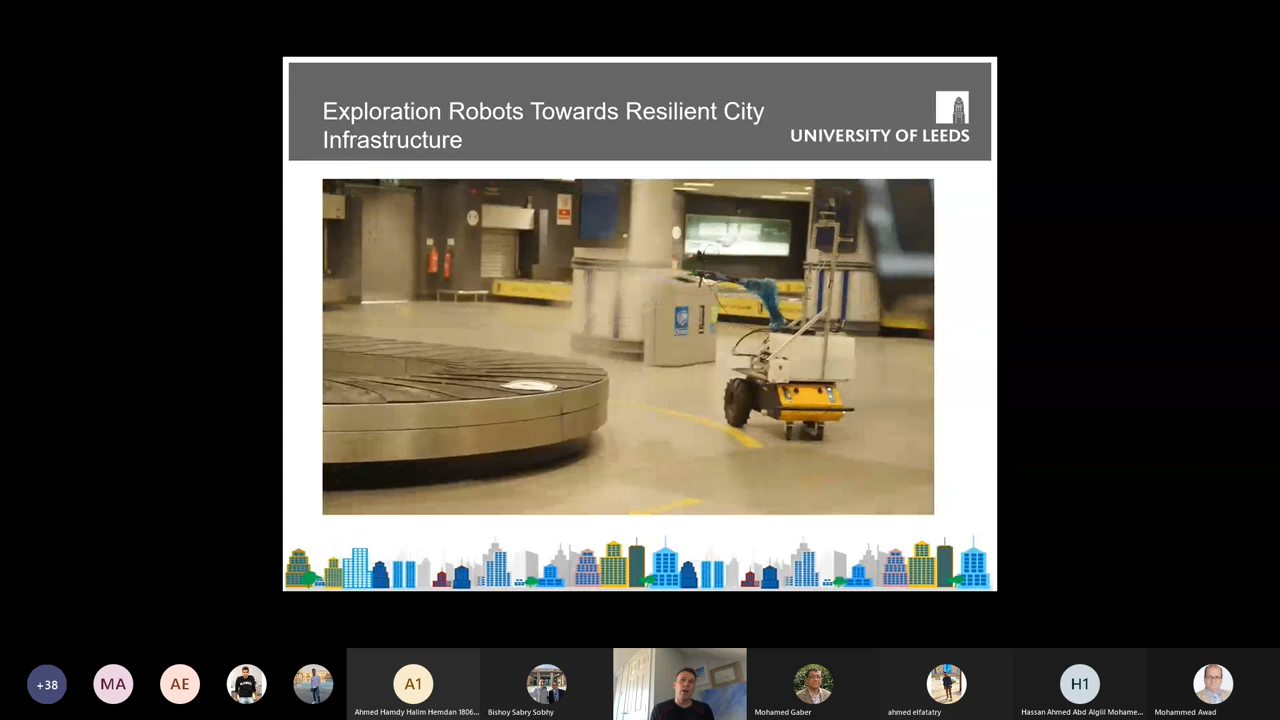 Exploration Robots Towards Resilient City
Infrastructure
UNIVERSITY OF LEEDS
+38
MA
AE
A1
H1
Ahmed Hamdy Halim Hemdan 1806...
Bishoy Sabry Sobhy
Mohamed Gaber
ahmed elfatatry
Hassan Ahmed Abd Alglil Mohame...
Mohammed Awad